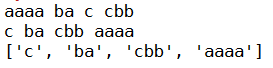 aaaa ba c cbb
c ba cbb aaaa
['c', 'ba', 'cbb', 'aaaa']